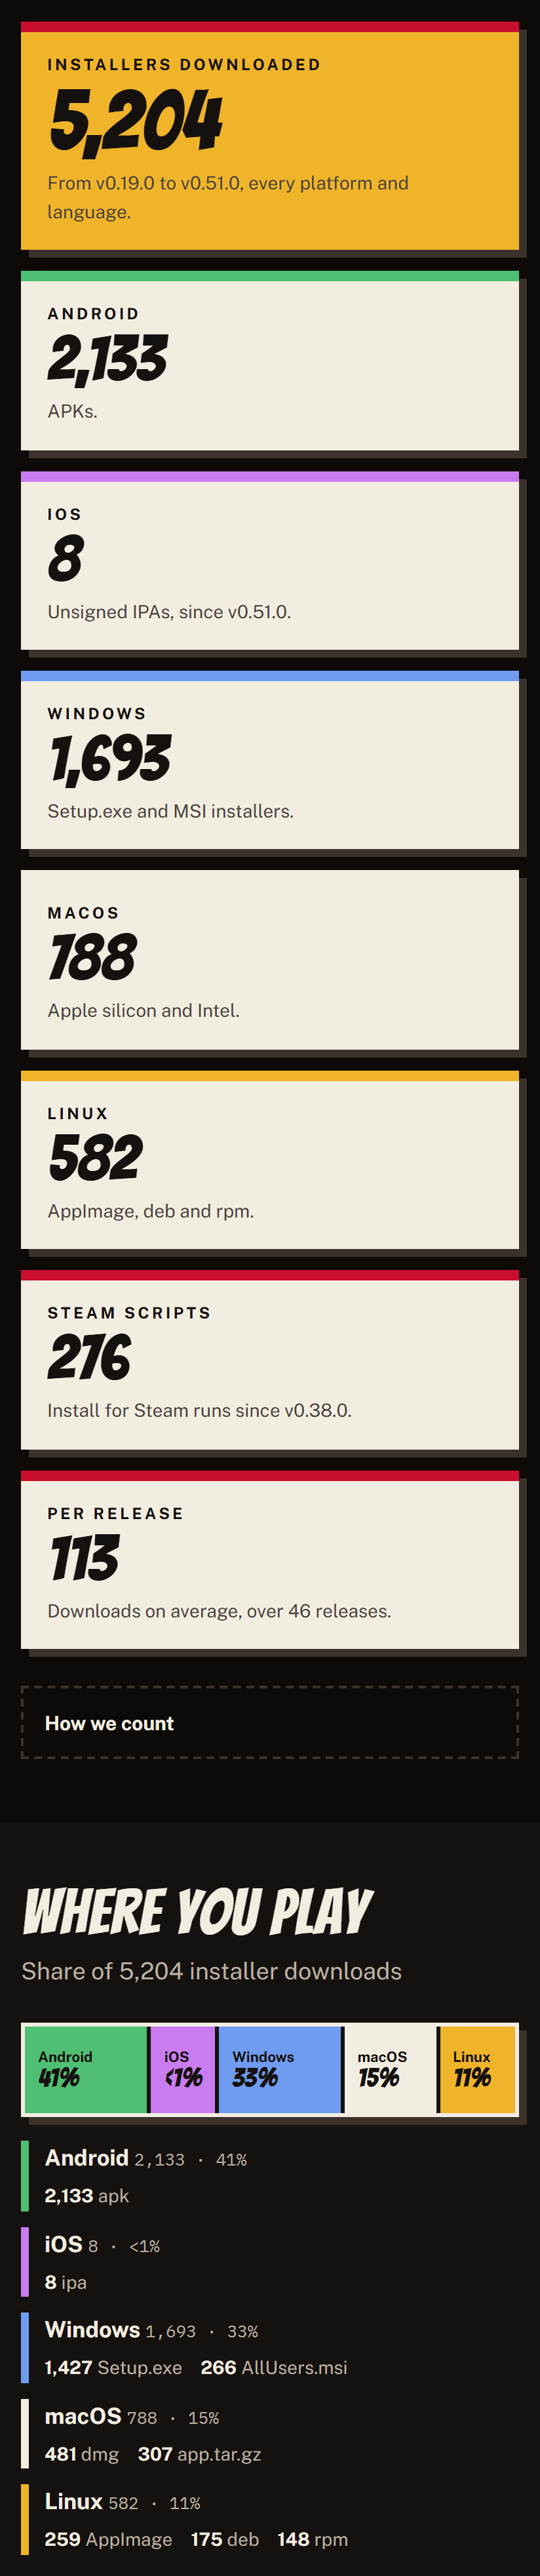 INSTALLERS DOWNLOADED
5,204
From v0.19.0 to v0.51.0, every platform and
language.
ANDROID
2,133
APKs.
IOS
8
Unsigned IPAs, since v0.51.0.
WINDOWS
1,693
Setup.exe and MSI installers.
MACOS
788
Apple silicon and Intel.
LINUX
582
AppImage, deb and rpm.
STEAM SCRIPTS
276
Install for Steam runs since v0.38.0.
PER RELEASE
113
Downloads on average, over 46 releases.
How we count
WHERE YOU PLAY
Share of 5,204 installer downloads
Android iOS Windows macOS Linux
41% <1% 33% 15% 11%
Android 2,133 · 41%
2,133 apk
iOS 8 · <1%
8 ipa
Windows 1,693 · 33%
1,427 Setup.exe 266 AllUsers.msi
macOS 788 · 15%
481 dmg 307 app.tar.gz
Linux 582 · 11%
259 AppImage 175 deb 148 rpm